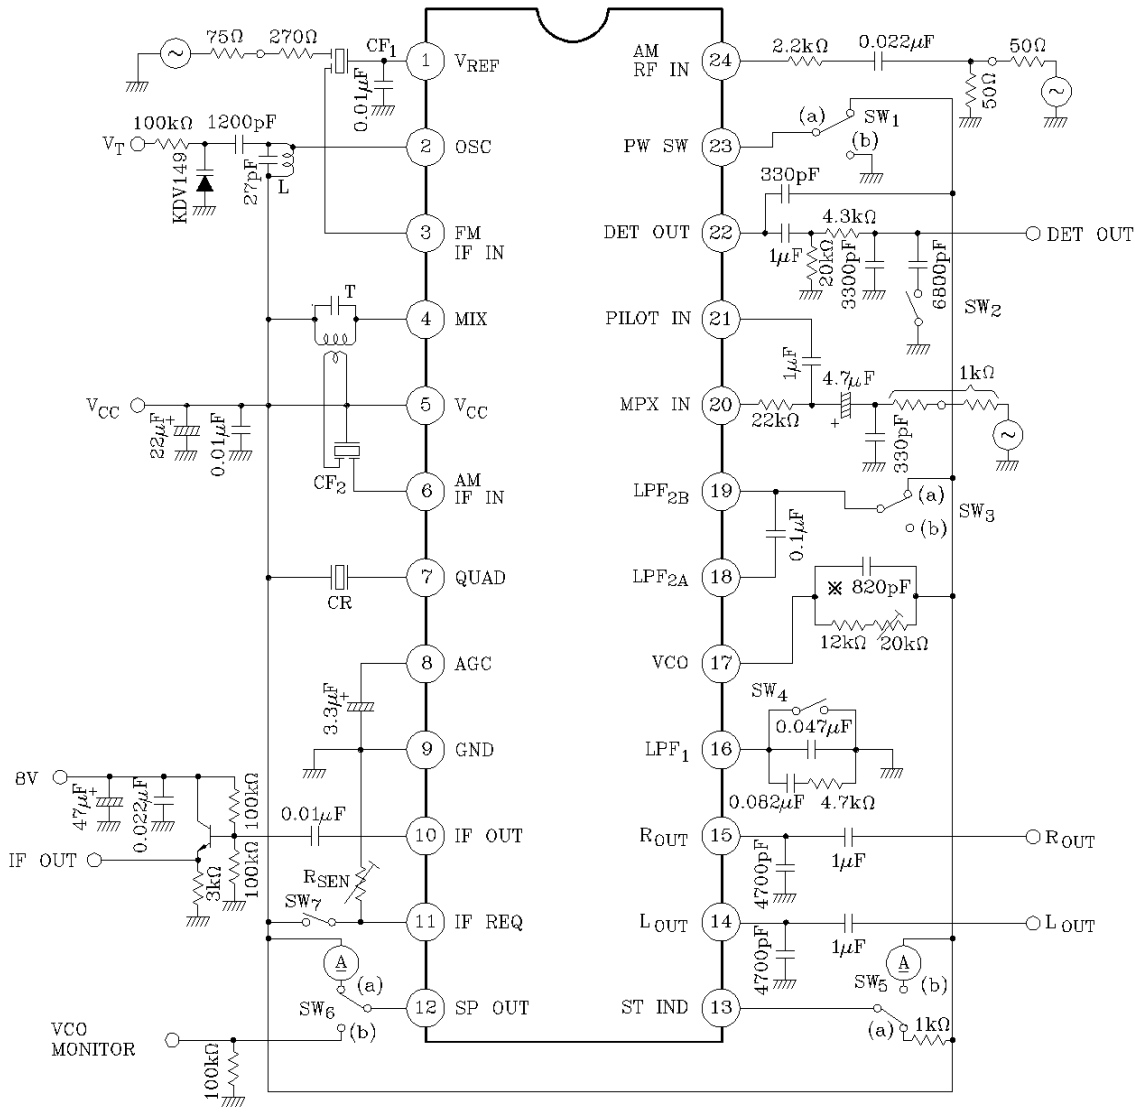 75Ω 270Ω CF1
0.01μF
1 VREF
100kΩ 1200pF
VT
KDV149
27pF
L
2 OSC
3 FM
IF IN
T
4 MIX
VCC
22μF +
0.01μF
5 VCC
CF2
6 AM
IF IN
CR
7 QUAD
8 AGC
3.3μF +
9 GND
8V
47μF +
0.022μF
100kΩ
0.01μF
10 IF OUT
IF OUT
3kΩ
100kΩ
RSEN
SW7
11 IF REQ
A
(a)
SW6
12 SP OUT
(b)
VCO
MONITOR
100kΩ
AM
RF IN 24
2.2kΩ 0.022μF 50Ω
50Ω
PW SW 23
(a) SW1
(b)
330pF
DET OUT 22
1μF
20kΩ
4.3kΩ
3300pF
6800pF
DET OUT
SW2
PILOT IN 21
1μF
MPX IN 20
22kΩ
4.7μF
+
330pF
1kΩ
LPF2B 19
(a)
(b)
SW3
0.1μF
LPF2A 18
※ 820pF
12kΩ 20kΩ
VCO 17
SW4
0.047μF
LPF1 16
0.082μF 4.7kΩ
ROUT 15
4700pF
1μF
ROUT
LOUT 14
4700pF
1μF
LOUT
A
SW5 (b)
ST IND 13
(a) 1kΩ